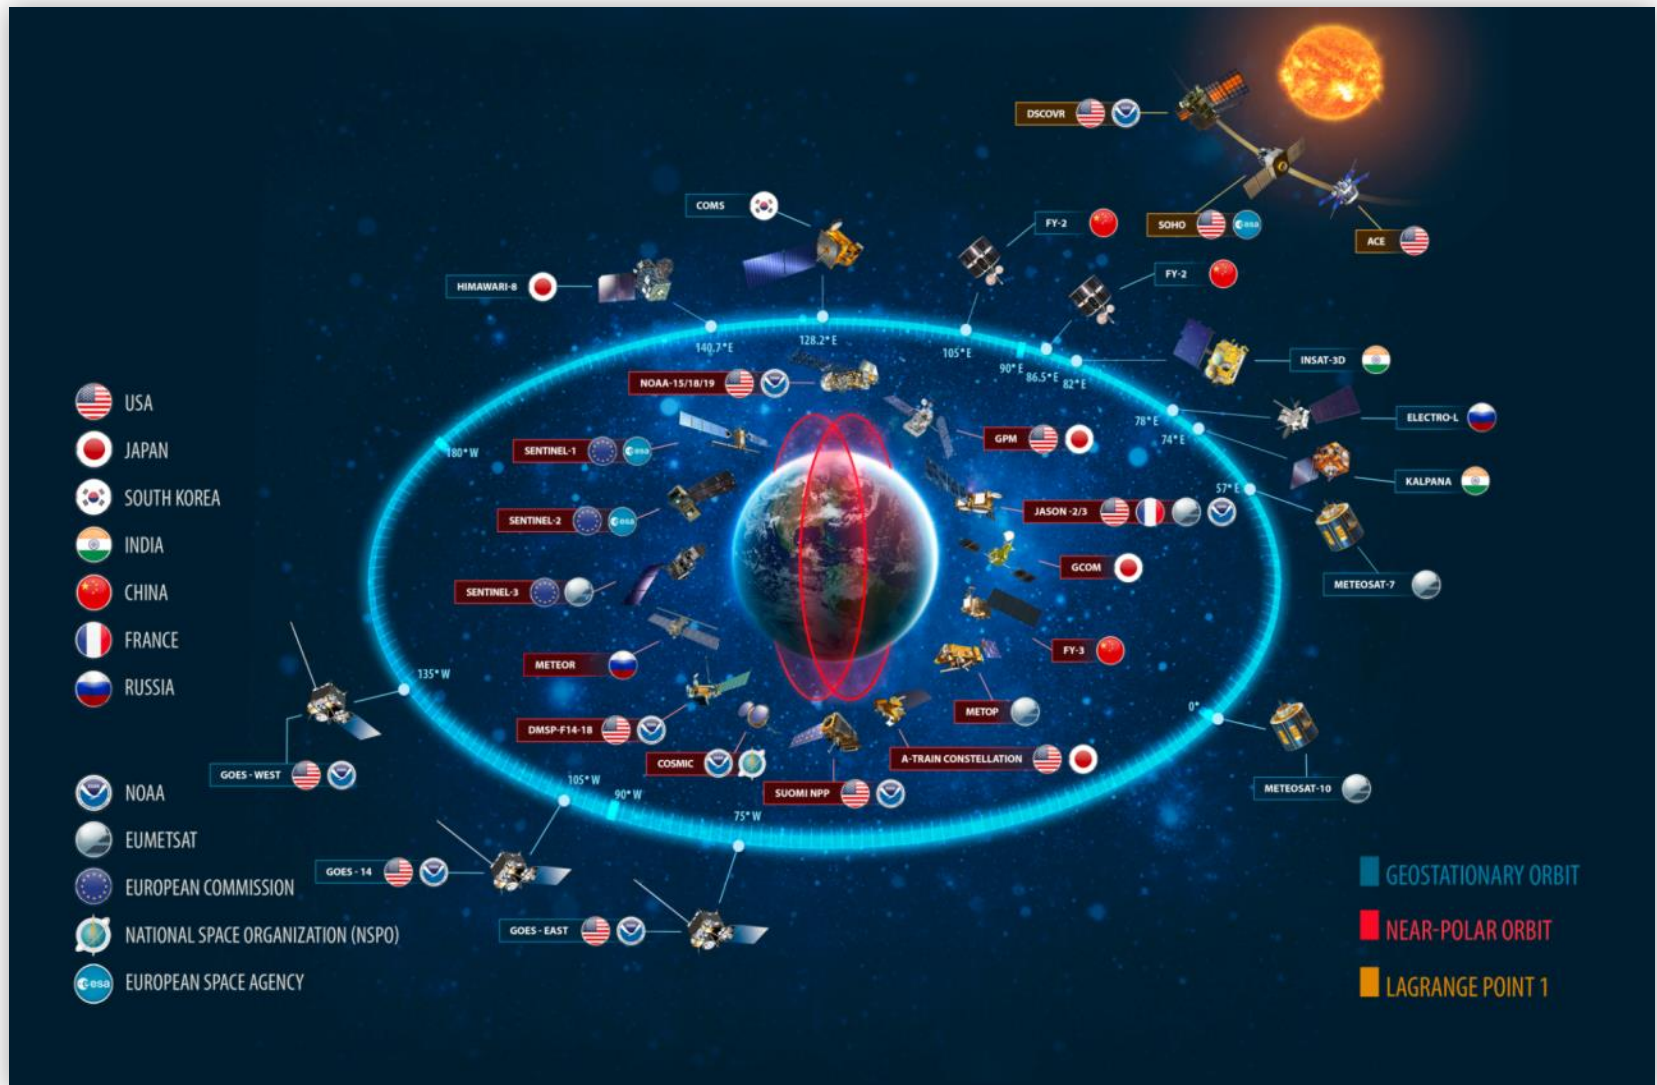 DSCOVR
SOHO
esa
ACE
COMS
FY-2
FY-2
HIMAWARI-8
INSAT-3D
ELECTRO-L
KALPANA
METEOSAT-7
METEOSAT-10
140.7° E
128.2° E
105° E
90° E
86.5° E
82° E
78° E
74° E
57° E
0°
180° W
135° W
105° W
90° W
75° W
NOAA-15/18/19
SENTINEL-1
esa
SENTINEL-2
esa
SENTINEL-3
METEOR
DMSP-F14-18
COSMIC
SUOMI NPP
A-TRAIN CONSTELLATION
METOP
FY-3
GCOM
JASON -2/3
GPM
GOES - WEST
GOES - 14
GOES - EAST
USA
JAPAN
SOUTH KOREA
INDIA
CHINA
FRANCE
RUSSIA
NOAA
EUMETSAT
EUROPEAN COMMISSION
NATIONAL SPACE ORGANIZATION (NSPO)
esa
EUROPEAN SPACE AGENCY
GEOSTATIONARY ORBIT
NEAR-POLAR ORBIT
LAGRANGE POINT 1